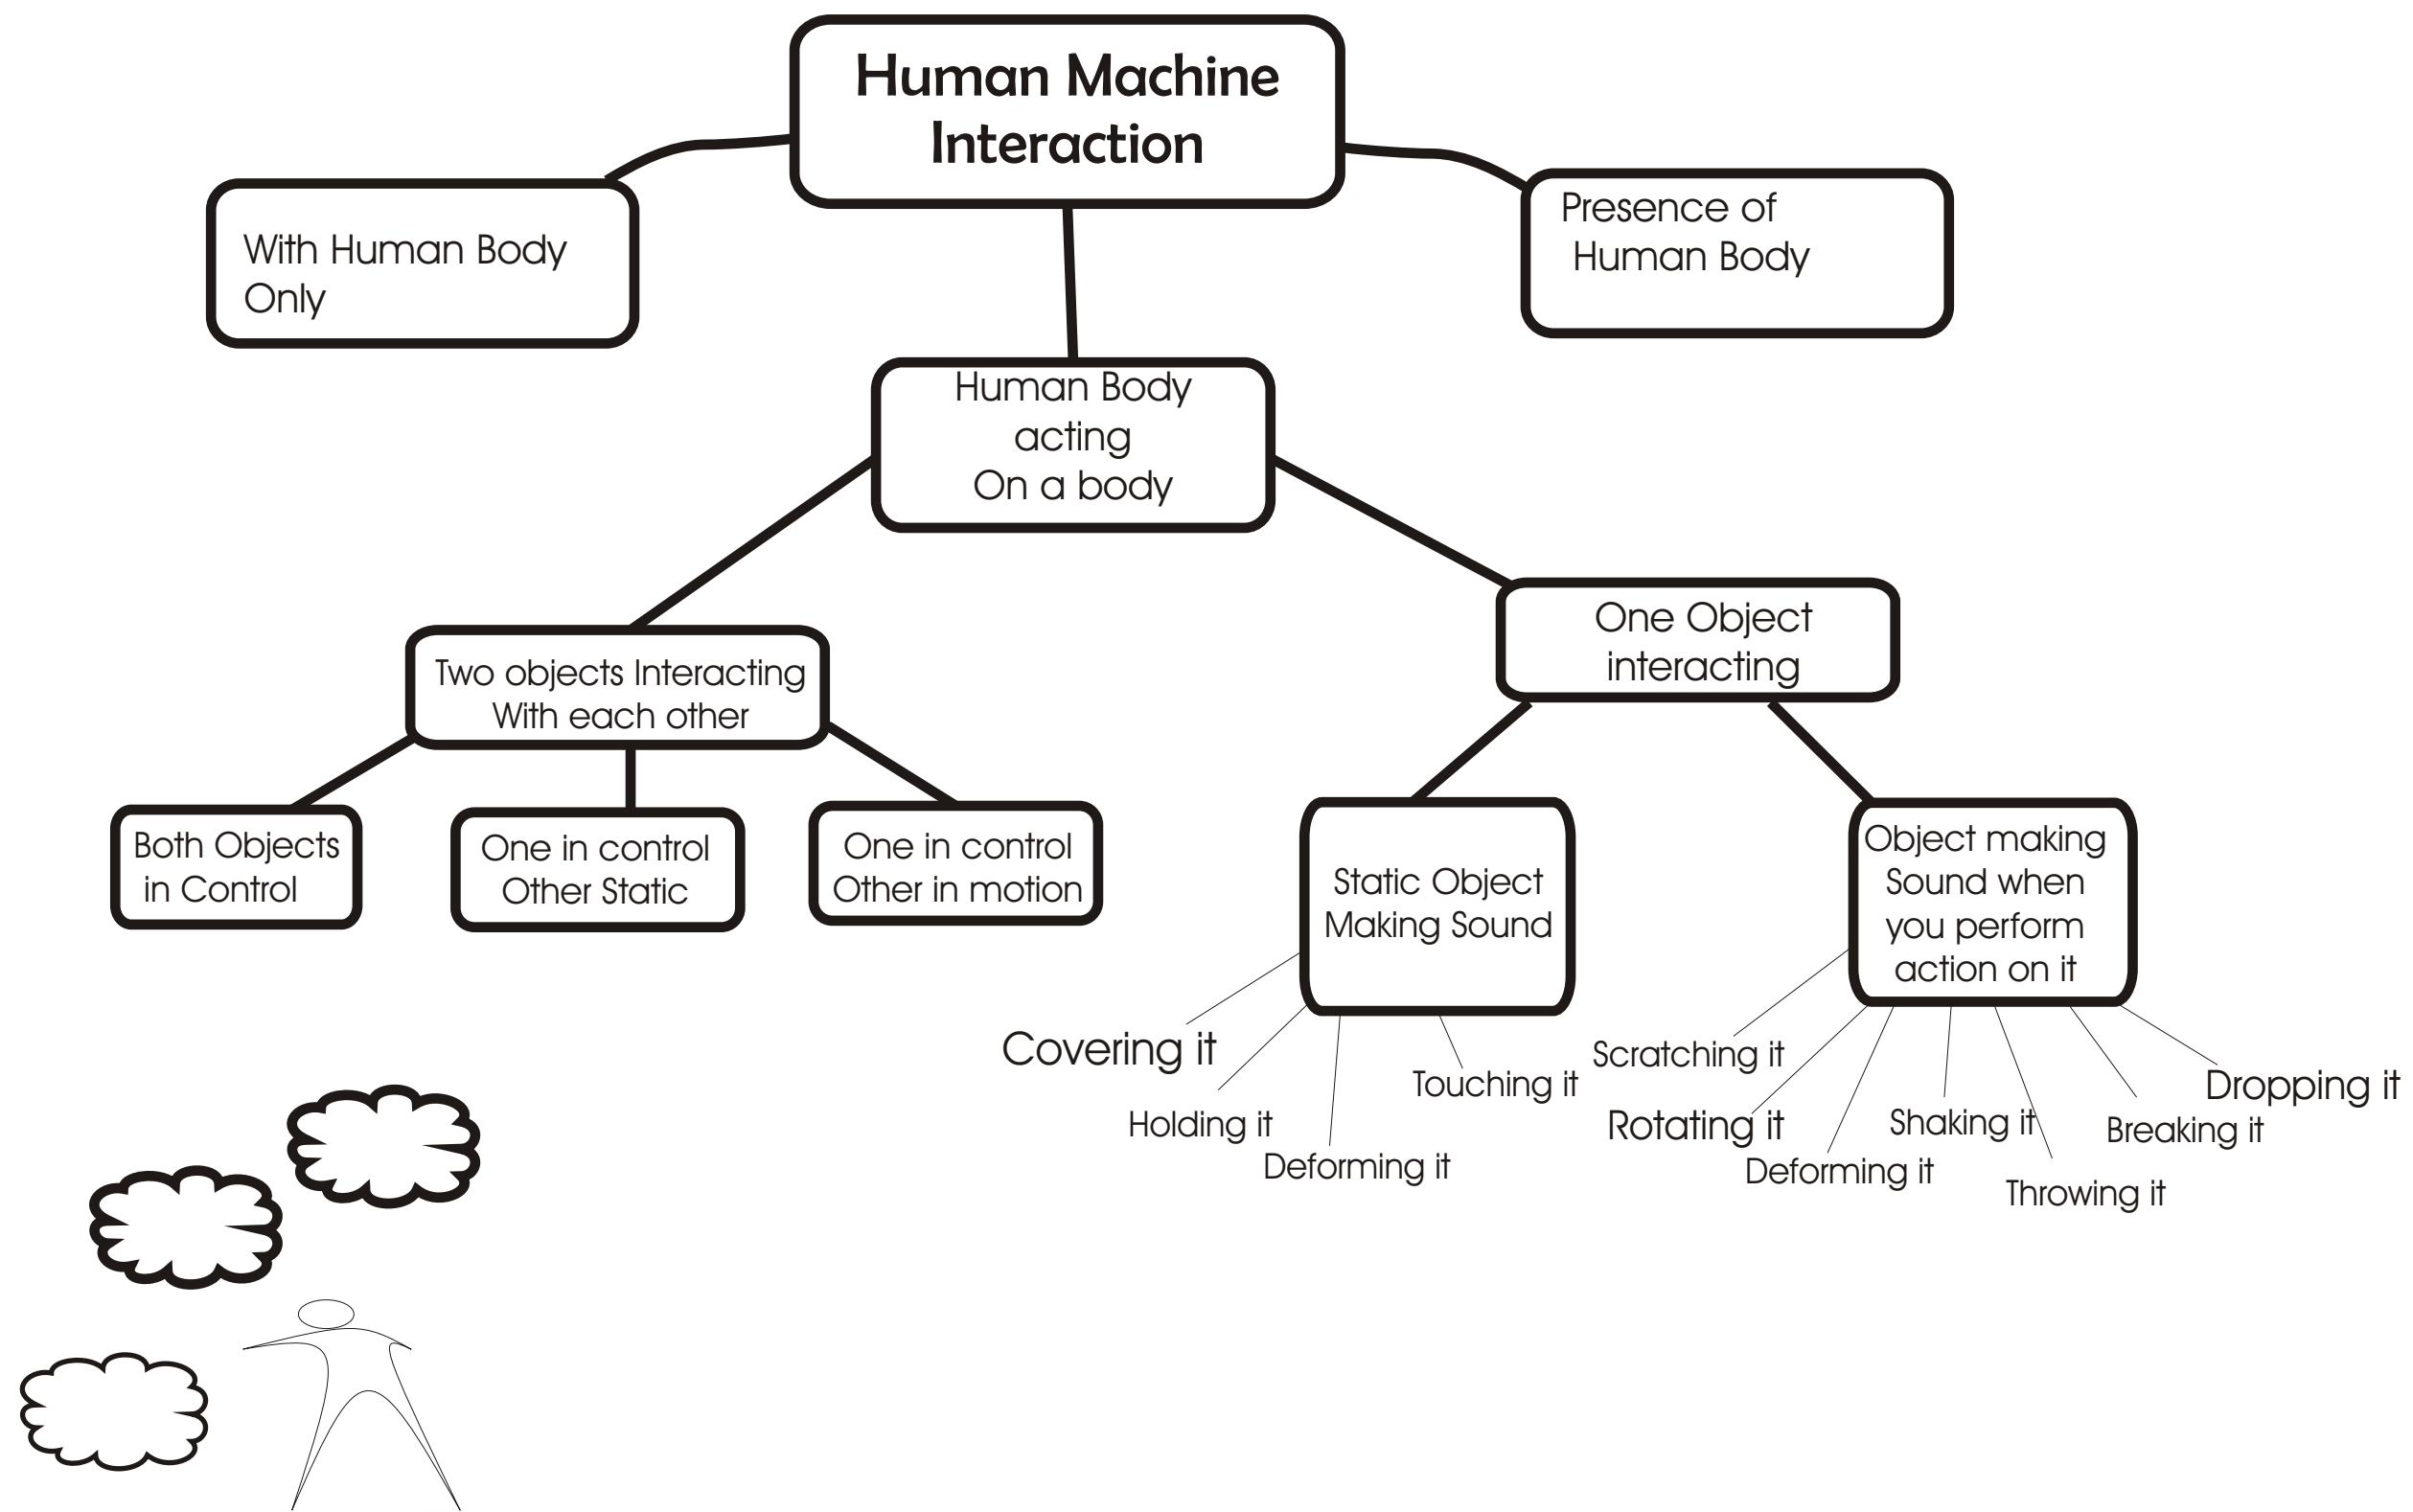 Human Machine
Interaction
With Human Body
Only
Presence of
Human Body
Human Body
acting
On a body
Two objects Interacting
With each other
One Object
interacting
Both Objects
in Control
One in control
Other Static
One in control
Other in motion
Static Object
Making Sound
Object making
Sound when
you perform
action on it
Covering it
Holding it
Deforming it
Touching it
Scratching it
Rotating it
Deforming it
Shaking it
Throwing it
Breaking it
Dropping it